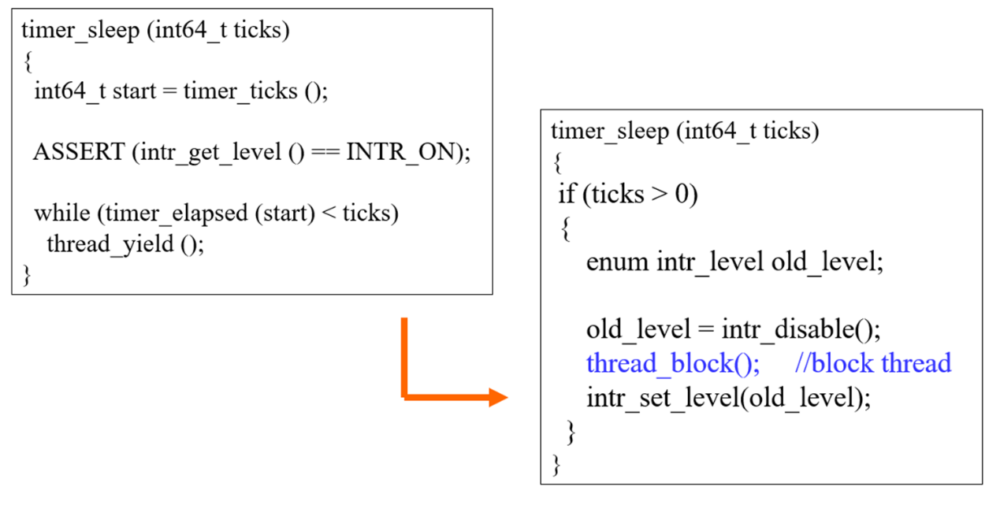 timer_sleep (int64_t ticks)
{
int64_t start = timer_ticks ();
ASSERT (intr_get_level () == INTR_ON);
while (timer_elapsed (start) < ticks)
thread_yield ();
}
timer_sleep (int64_t ticks)
{
if (ticks > 0)
{
enum intr_level old_level;
old_level = intr_disable();
thread_block(); //block thread
intr_set_level(old_level);
}
}